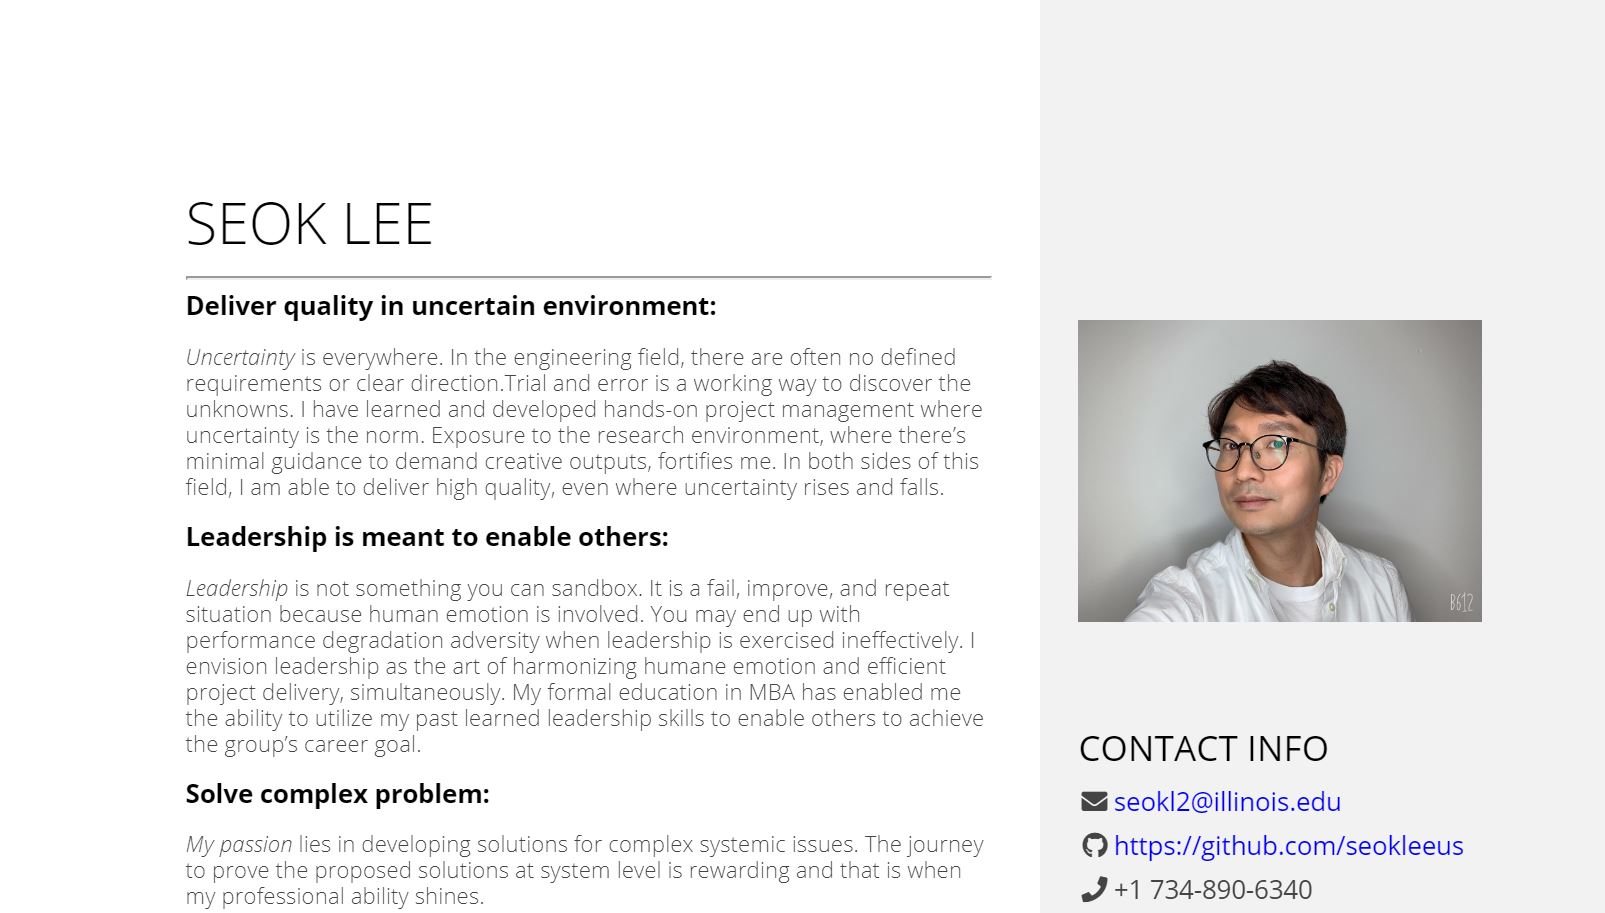 SEOK LEE
Deliver quality in uncertain environment:
Uncertainty is everywhere. In the engineering field, there are often no defined
requirements or clear direction.Trial and error is a working way to discover the
unknowns. I have learned and developed hands-on project management where
uncertainty is the norm. Exposure to the research environment, where there’s
minimal guidance to demand creative outputs, fortifies me. In both sides of this
field, I am able to deliver high quality, even where uncertainty rises and falls.
Leadership is meant to enable others:
Leadership is not something you can sandbox. It is a fail, improve, and repeat
situation because human emotion is involved. You may end up with
performance degradation adversity when leadership is exercised ineffectively. I
envision leadership as the art of harmonizing humane emotion and efficient
project delivery, simultaneously. My formal education in MBA has enabled me
the ability to utilize my past learned leadership skills to enable others to achieve
the group’s career goal.
Solve complex problem:
My passion lies in developing solutions for complex systemic issues. The journey
to prove the proposed solutions at system level is rewarding and that is when
my professional ability shines.
B612
CONTACT INFO
seokl2@illinois.edu
https://github.com/seokleeus
+1 734-890-6340